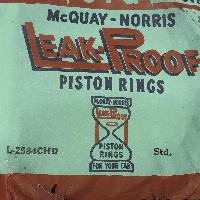 McQUAY-NORRIS
LEAK-PROOF
PISTON RINGS
McQUAY-NORRIS
LEAK-PROOF
PISTON
RINGS
FOR YOUR CAR
L-2584CHD Std.